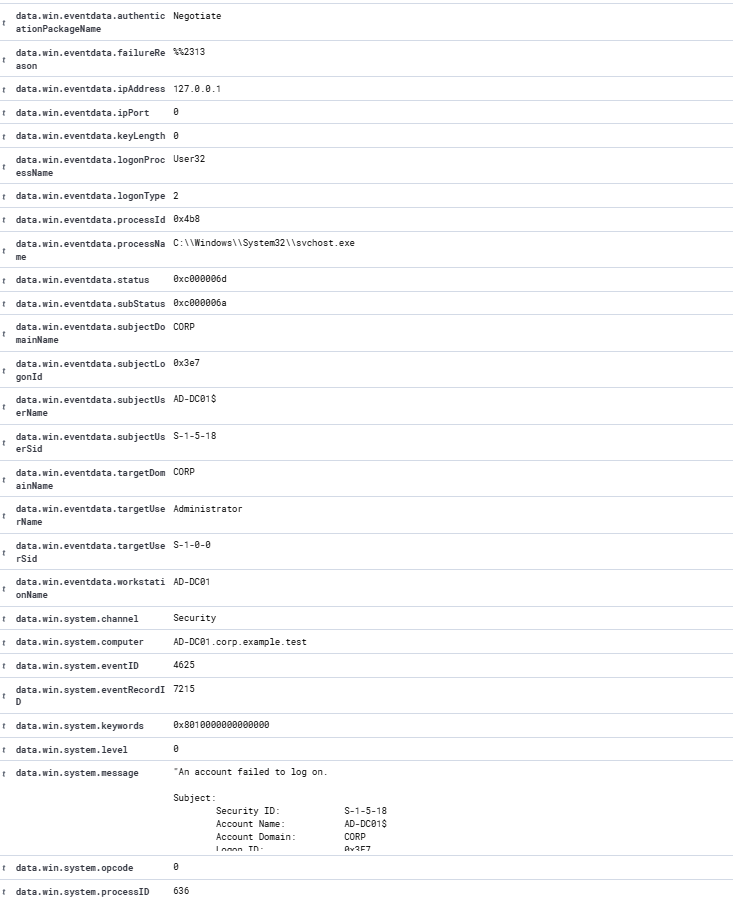 t data.win.eventdata.authentic Negotiate
ationPackageName
t data.win.eventdata.failureRe %%2313
ason
t data.win.eventdata.ipAddress 127.0.0.1
t data.win.eventdata.ipPort 0
t data.win.eventdata.keyLength 0
t data.win.eventdata.logonProc User32
essName
t data.win.eventdata.logonType 2
t data.win.eventdata.processId 0x4b8
t data.win.eventdata.processNa C:\\Windows\\System32\\svchost.exe
me
t data.win.eventdata.status 0xc000006d
t data.win.eventdata.subStatus 0xc000006a
t data.win.eventdata.subjectDo CORP
mainName
t data.win.eventdata.subjectLo 0x3e7
gonId
t data.win.eventdata.subjectUs AD-DC01$
erName
t data.win.eventdata.subjectUs S-1-5-18
erSid
t data.win.eventdata.targetDom CORP
ainName
t data.win.eventdata.targetUse Administrator
rName
t data.win.eventdata.targetUse S-1-0-0
rSid
t data.win.eventdata.workstati AD-DC01
onName
t data.win.system.channel Security
t data.win.system.computer AD-DC01.corp.example.test
t data.win.system.eventID 4625
t data.win.system.eventRecordI 7215
D
t data.win.system.keywords 0x8010000000000000
t data.win.system.level 0
t data.win.system.message "An account failed to log on.
Subject:
Security ID: S-1-5-18
Account Name: AD-DC01$
Account Domain: CORP
Logon ID: 0x3E7
t data.win.system.opcode 0
t data.win.system.processID 636